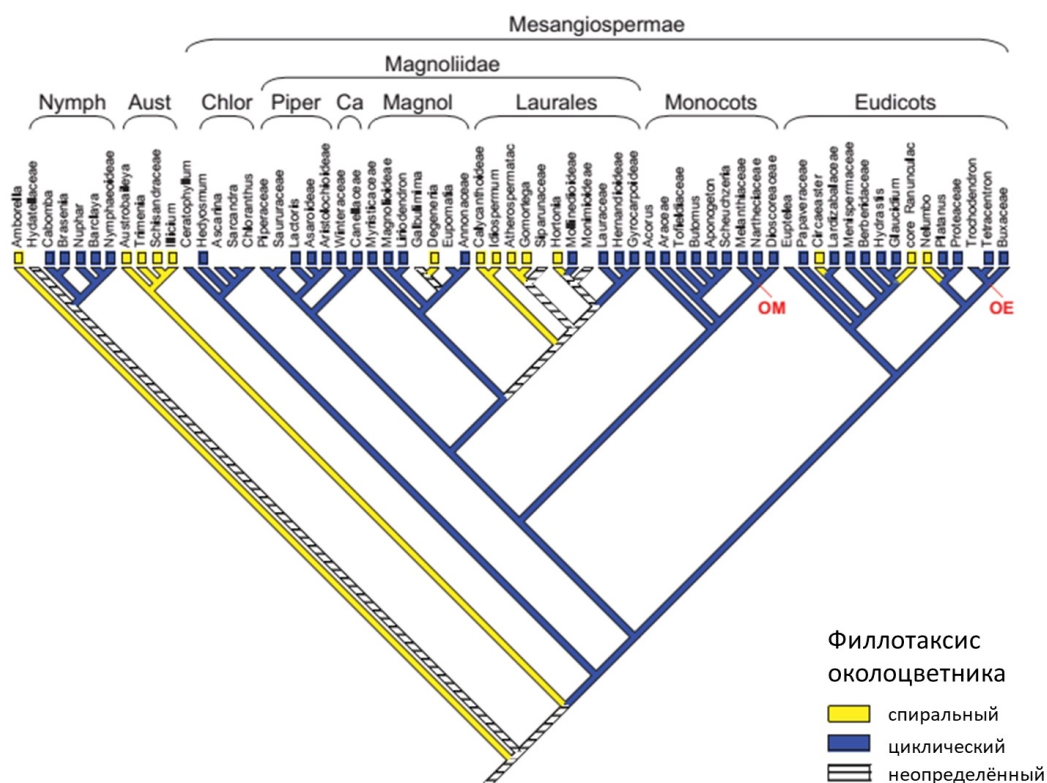 Mesangiospermae
Magnoliidae
Nymph Aust Chlor Piper Ca Magnol Laurales Monocots Eudicots
Amborella
Hydatellaceae
Cabomba
Brasenia
Nuphar
Barclaya
Nymphaeoideae
Austrobaileya
Trimenia
Schisandraceae
Illicium
Ceratophyllum
Hedyosmum
Ascarina
Sarcandra
Chloranthus
Piperaceae
Saururaceae
Lactoris
Asaroideae
Aristolochioideae
Winteraceae
Canellaceae
Myristicaceae
Magnolioideae
Liriodendron
Galbulimima
Degeneria
Eupomatia
Annonaceae
Calycanthoideae
Idiospermum
Atherospermatac
Gomortega
Siparunaceae
Hortonia
Mollinedioideae
Monimioideae
Lauraceae
Hernandioideae
Gyrocarpoideae
Acorus
Araceae
Tofieldiaceae
Butomus
Aponogeton
Scheuchzeria
Melanthiaceae
Nartheciaceae
Dioscoreaceae
Euptelea
Papaveraceae
Circaeaster
Lardizabalaceae
Menispermaceae
Berberidaceae
Hydrastis
Glaucidium
core Ranunculac
Nelumbo
Platanus
Proteaceae
Trochodendron
Tetracentron
Buxaceae
OM
OE
Филлотаксис
околоцветника
спиральный
циклический
неопределённый